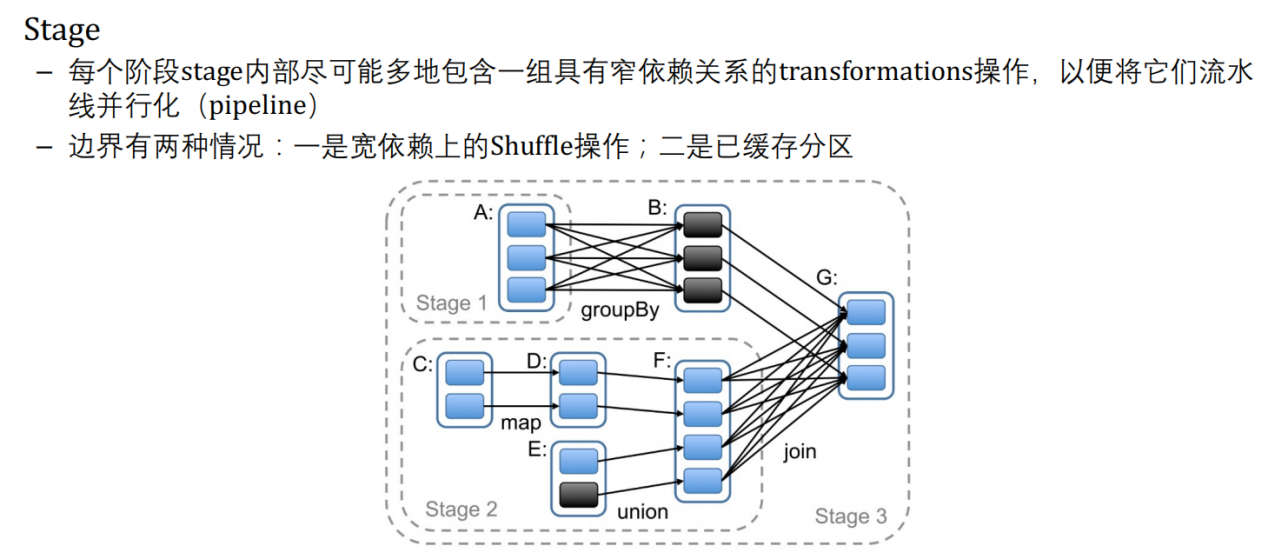 Stage
– 每个阶段stage内部尽可能多地包含一组具有窄依赖关系的transformations操作，以便将它们流水
线并行化（pipeline）
– 边界有两种情况：一是宽依赖上的Shuffle操作；二是已缓存分区
A:
B:
G:
Stage 1
groupBy
C:
D:
F:
map
E:
join
Stage 2
union
Stage 3